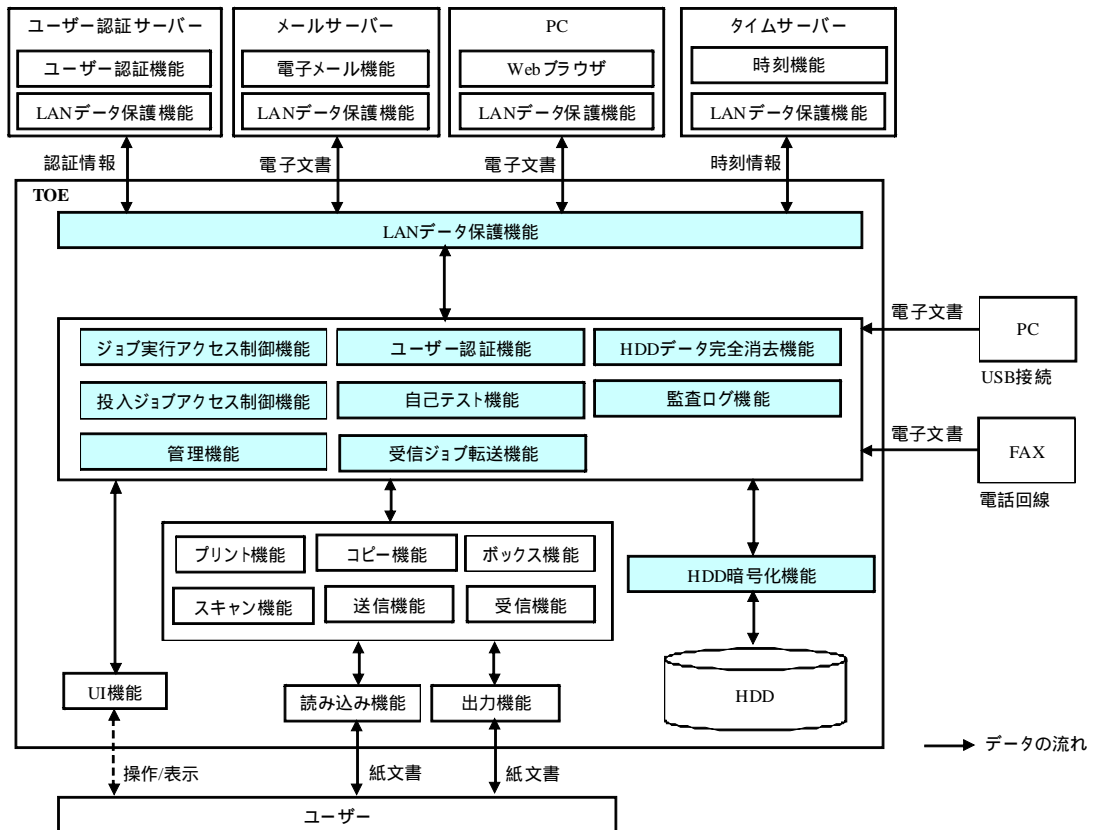 ユーザー認証サーバー
ユーザー認証機能
LANデータ保護機能
メールサーバー
電子メール機能
LANデータ保護機能
PC
Webブラウザ
LANデータ保護機能
タイムサーバー
時刻機能
LANデータ保護機能
認証情報
電子文書
電子文書
時刻情報
TOE
LANデータ保護機能
ジョブ実行アクセス制御機能
ユーザー認証機能
HDDデータ完全消去機能
投入ジョブアクセス制御機能
自己テスト機能
監査ログ機能
管理機能
受信ジョブ転送機能
電子文書
PC
USB接続
電子文書
FAX
電話回線
プリント機能
コピー機能
ボックス機能
スキャン機能
送信機能
受信機能
HDD暗号化機能
HDD
UI機能
読み込み機能
出力機能
データの流れ
操作/表示
紙文書
紙文書
ユーザー